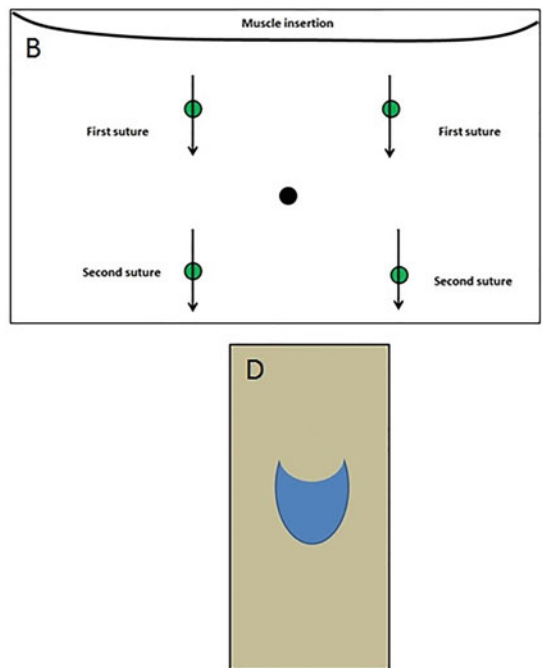 Muscle insertion
B
First suture
First suture
Second suture
Second suture
D